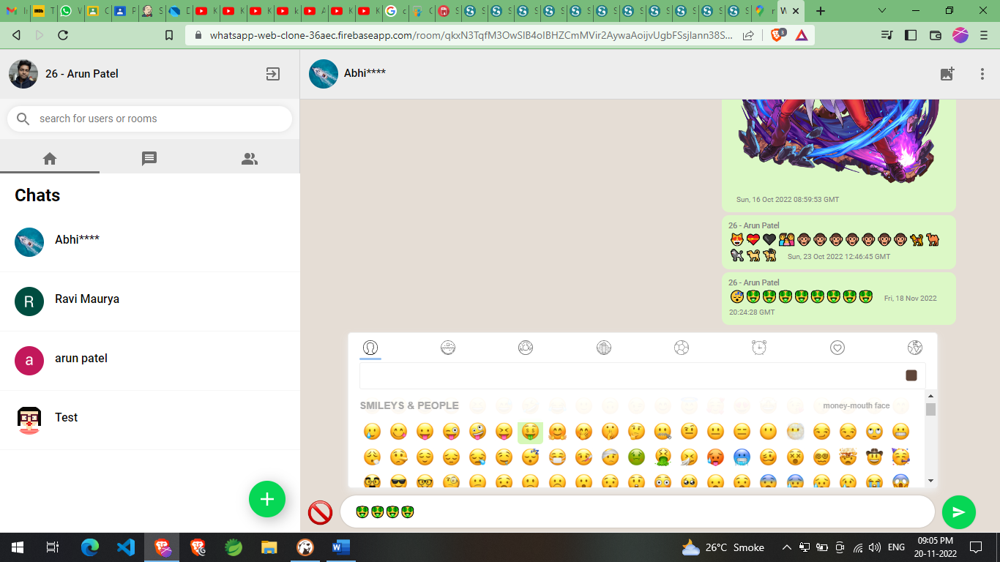 whatsapp-web-clone-36aec.firebaseapp.com/room/qkxN3TqfM3OwSlB4oIBHZCmMVir2AywaAoijvUgbFSsjIann38S...
3
26 - Arun Patel
Abhi****
search for users or rooms
Chats
Abhi****
R
Ravi Maurya
a
arun patel
Test
Sun, 16 Oct 2022 08:59:53 GMT
26 - Arun Patel
😻💝🖤👩‍👩‍👧🐵🐵🐵🐵🐵🐵🐵🐈🐫
🐩🐕🐕‍🦺 Sun, 23 Oct 2022 12:46:45 GMT
26 - Arun Patel
😴🤑🤑🤑🤑🤑🤑🤑🤑 Fri, 18 Nov 2022
20:24:28 GMT
SMILEYS & PEOPLE
money-mouth face
🤑🤑🤑🤑
26°C Smoke
ENG
09:05 PM
20-11-2022